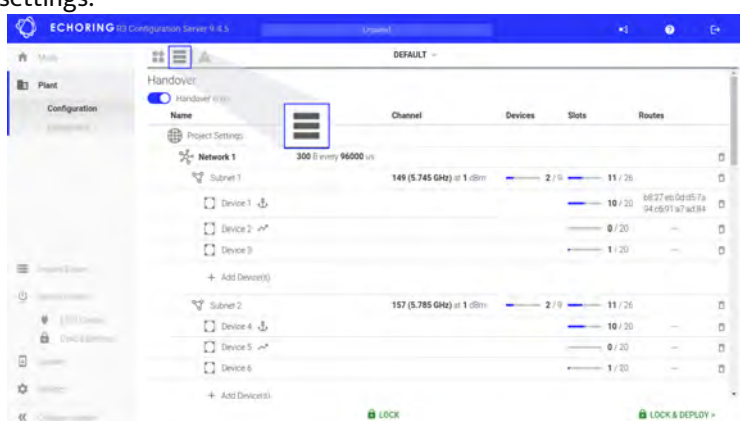 settings.
ECHORING R3 Configuration Server 9.4.5
Unsaved
Main
DEFAULT
Plant
Configuration
Handover
Handover
Name Channel Devices Slots Routes
Project Settings
Network 1 300 B every 96000 us
Subnet 1 149 (5.745 GHz) at 1 dBm 2 / 9 11 / 26
Device 1 10 / 20 b8:27:eb:0d:d5:7a
94:c6:91:a7:ad:84
Device 2 0 / 20 —
Device 3 1 / 20 —
+ Add Device(s)
Subnet 2 157 (5.785 GHz) at 1 dBm 2 / 9 11 / 26
Device 4 10 / 20 —
Device 5 0 / 20 —
Device 6 1 / 20 —
+ Add Device(s)
LOCK
LOCK & DEPLOY >